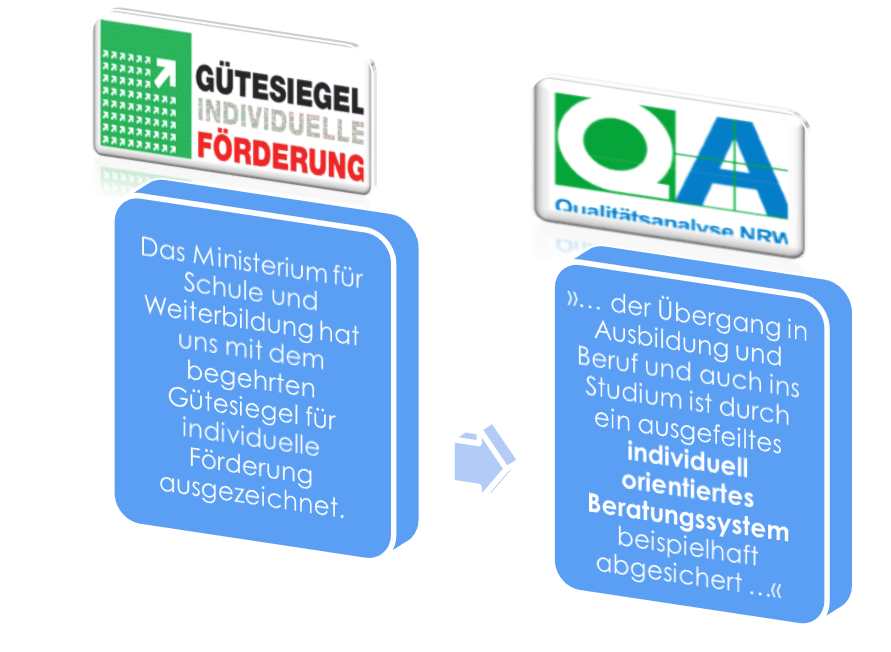 GÜTESIEGEL
INDIVIDUELLE
FÖRDERUNG
Das Ministerium für
Schule und
Weiterbildung hat
uns mit dem
begehrten
Gütesiegel für
individuelle
Förderung
ausgezeichnet.
QA
Qualitätsanalyse NRW
»... der Übergang in
Ausbildung und
Beruf und auch ins
Studium ist durch
ein ausgefeiltes
individuell
orientiertes
Beratungssystem
beispielhaft
abgesichert ...«